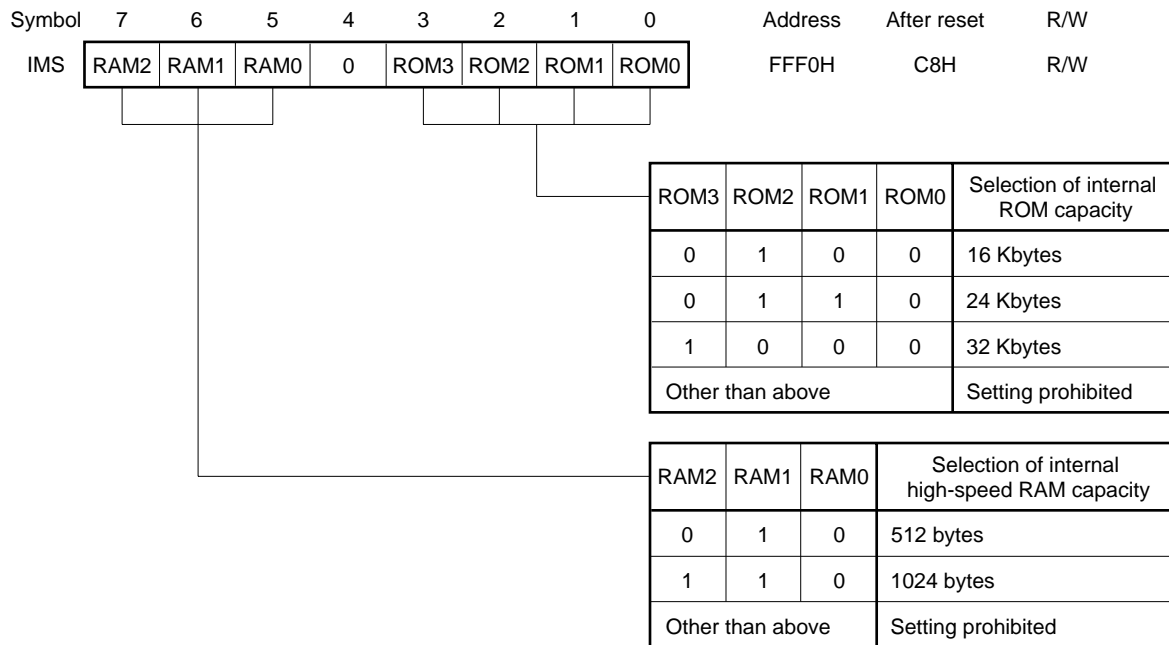 Symbol 7 6 5 4 3 2 1 0 Address After reset R/W
IMS RAM2 RAM1 RAM0 0 ROM3 ROM2 ROM1 ROM0 FFF0H C8H R/W
ROM3 ROM2 ROM1 ROM0 Selection of internal
ROM capacity
0 1 0 0 16 Kbytes
0 1 1 0 24 Kbytes
1 0 0 0 32 Kbytes
Other than above Setting prohibited
RAM2 RAM1 RAM0 Selection of internal
high-speed RAM capacity
0 1 0 512 bytes
1 1 0 1024 bytes
Other than above Setting prohibited